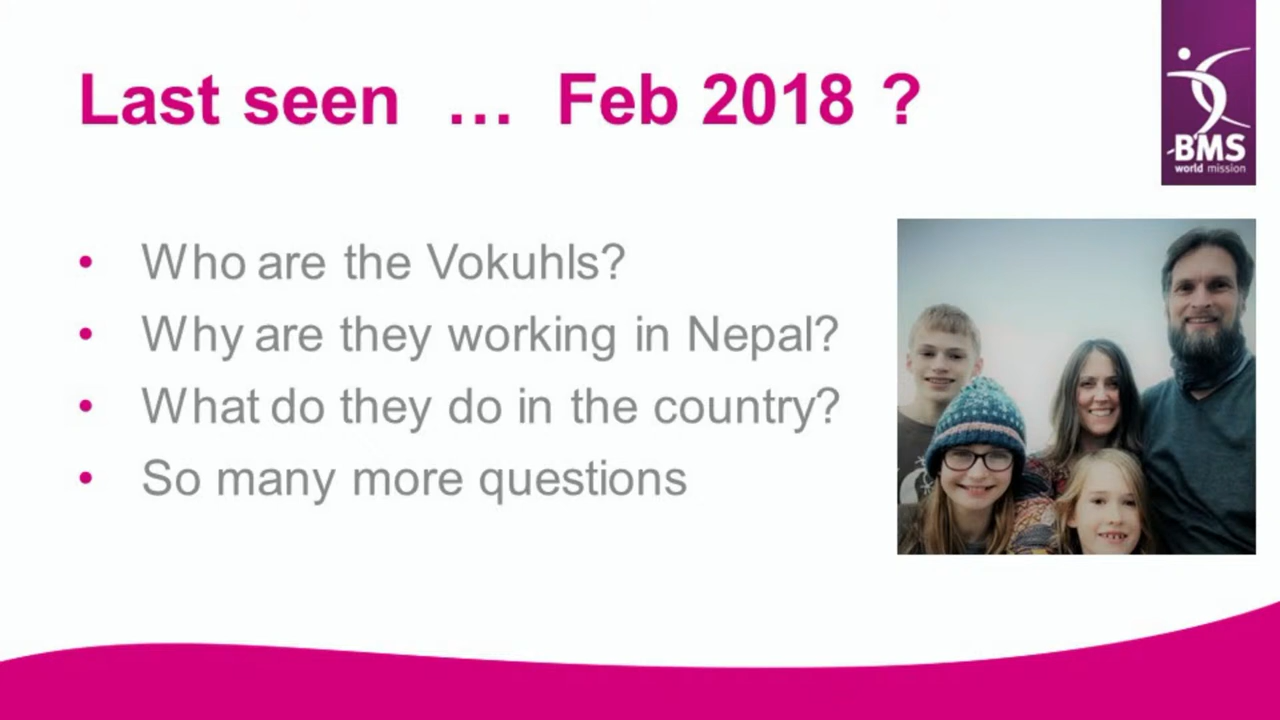 Last seen … Feb 2018 ?
BMS
world mission
• Who are the Vokuhls?
• Why are they working in Nepal?
• What do they do in the country?
• So many more questions